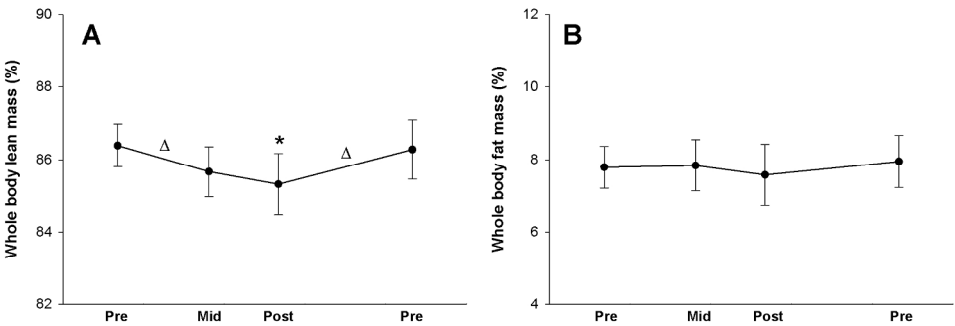 A
Whole body lean mass (%)
90
88
86
84
82
Δ
*
Δ
Pre Mid Post Pre
B
Whole body fat mass (%)
12
10
8
6
4
Pre Mid Post Pre